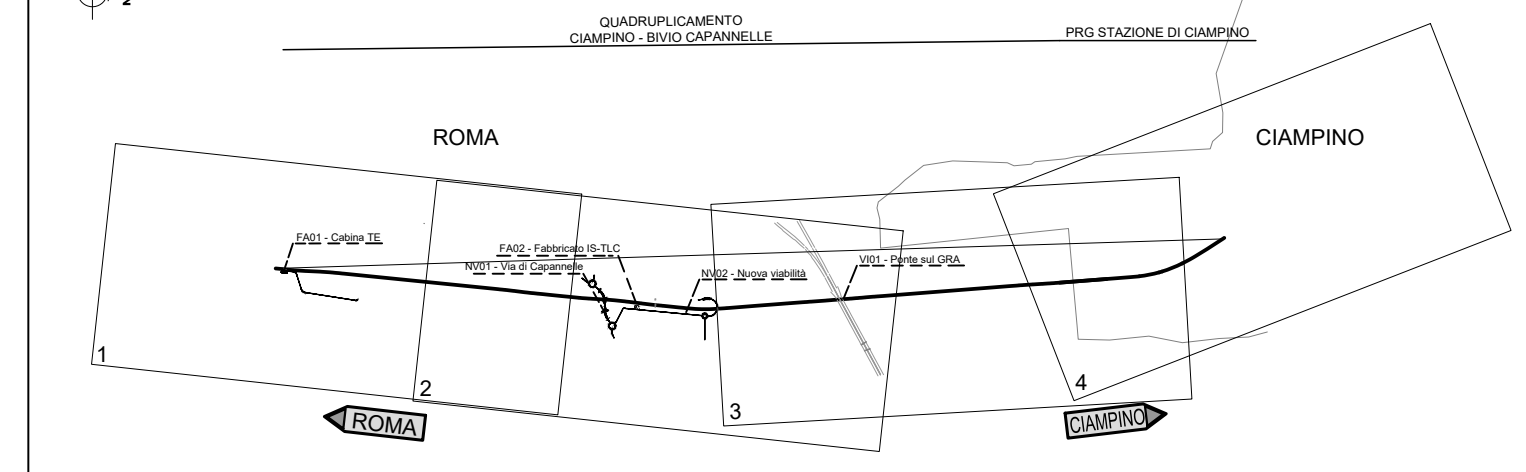 2
QUADRUPLICAMENTO
CIAMPINO - BIVIO CAPANNELLE
PRG STAZIONE DI CIAMPINO
ROMA
CIAMPINO
FA01 - Cabina TE
FA02 - Fabbricato IS-TLC
NV01 - Via di Capannelle
NV02 - Nuova viabilità
VI01 - Ponte sul GRA
1
2
3
4
ROMA
CIAMPINO